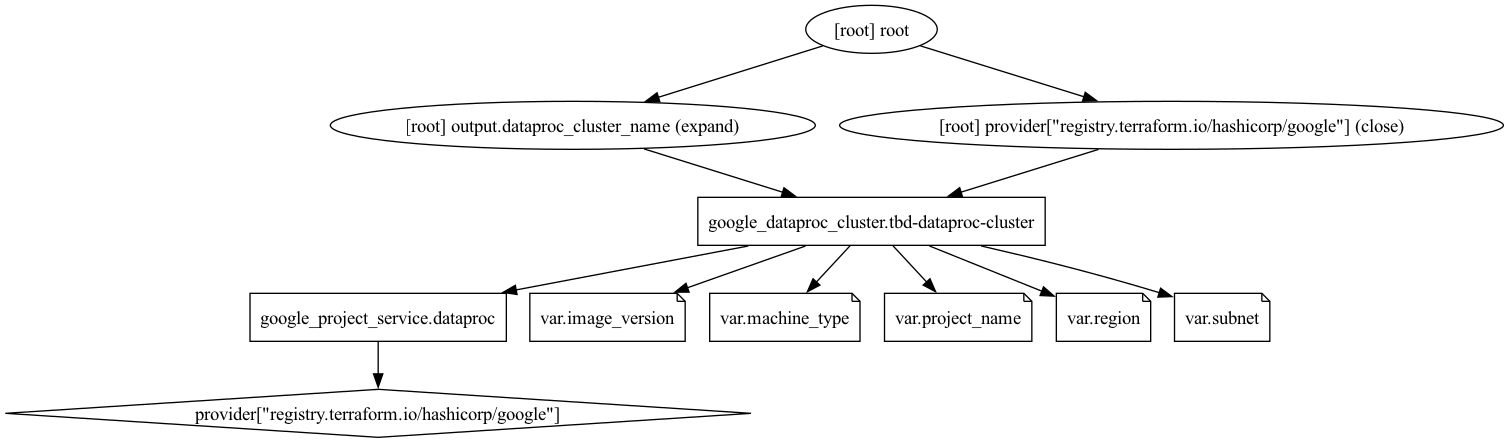 [root] root
[root] output.dataproc_cluster_name (expand)
[root] provider["registry.terraform.io/hashicorp/google"] (close)
google_dataproc_cluster.tbd-dataproc-cluster
google_project_service.dataproc
var.image_version
var.machine_type
var.project_name
var.region
var.subnet
provider["registry.terraform.io/hashicorp/google"]